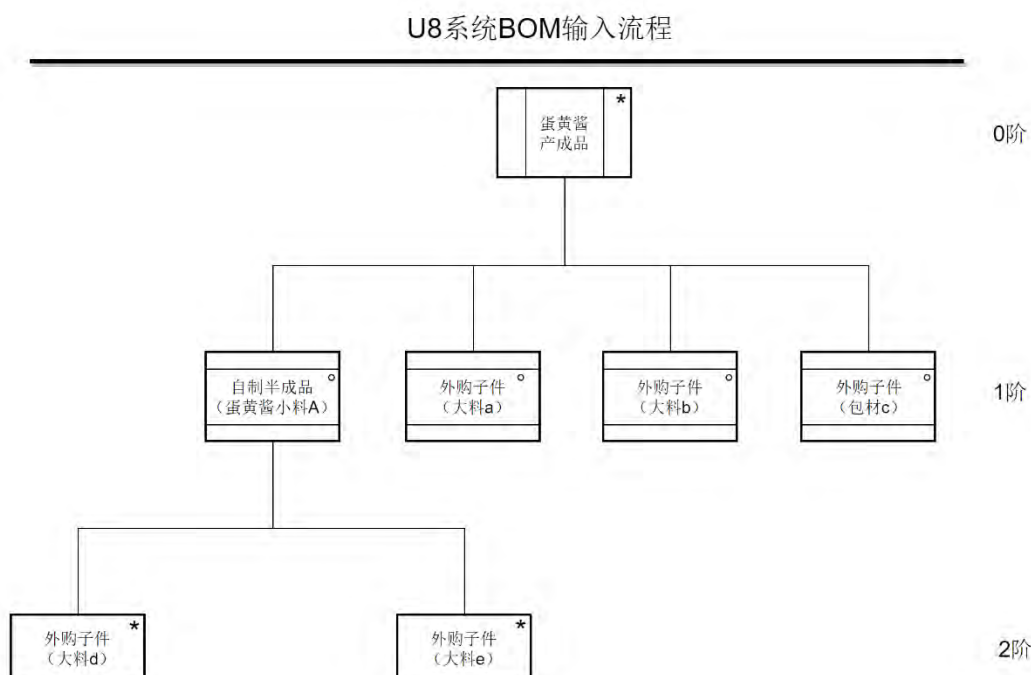 U8系统BOM输入流程
*
蛋黄酱
产成品
0阶
自制半成品
（蛋黄酱小料A）
外购子件
（大料a）
外购子件
（大料b）
外购子件
（包材c）
1阶
*
外购子件
（大料d）
*
外购子件
（大料e）
2阶